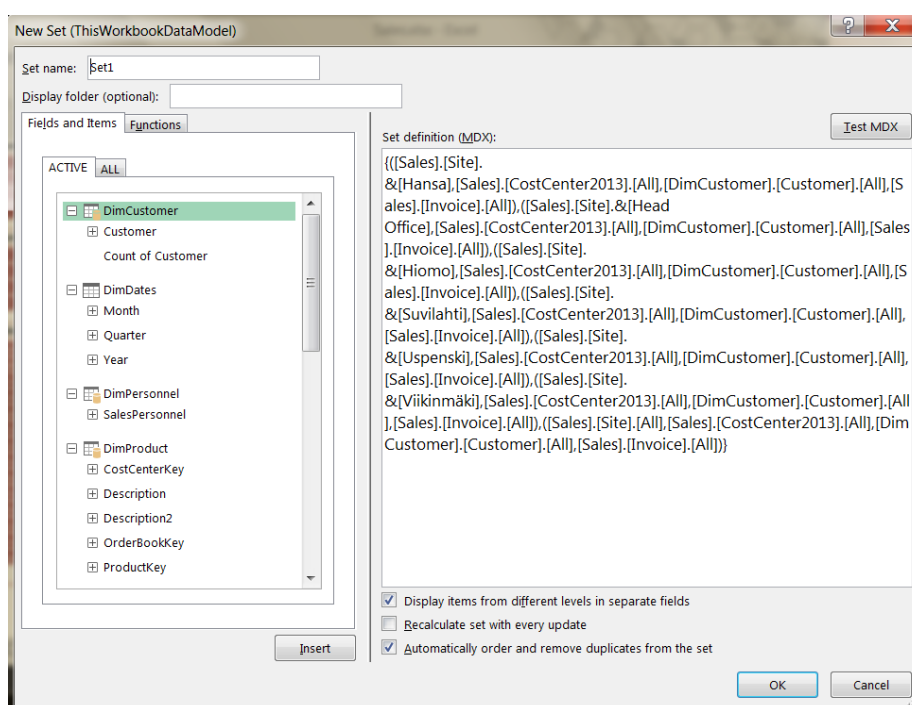 New Set (ThisWorkbookDataModel)
Set name: Set1
Display folder (optional):
Fields and Items Functions
ACTIVE ALL
DimCustomer
Customer
Count of Customer
DimDates
Month
Quarter
Year
DimPersonnel
SalesPersonnel
DimProduct
CostCenterKey
Description
Description2
OrderBookKey
ProductKey
Insert
Set definition (MDX):
Test MDX
{([Sales].[Site].
&[Hansa],[Sales].[CostCenter2013].[All],[DimCustomer].[Customer].[All],[S
ales].[Invoice].[All]),([Sales].[Site].&[Head
Office],[Sales].[CostCenter2013].[All],[DimCustomer].[Customer].[All],[Sales
].[Invoice].[All]),([Sales].[Site].
&[Hiomo],[Sales].[CostCenter2013].[All],[DimCustomer].[Customer].[All],[S
ales].[Invoice].[All]),([Sales].[Site].
&[Suvilahti],[Sales].[CostCenter2013].[All],[DimCustomer].[Customer].[All],
[Sales].[Invoice].[All]),([Sales].[Site].
&[Uspenski],[Sales].[CostCenter2013].[All],[DimCustomer].[Customer].[All],
[Sales].[Invoice].[All]),([Sales].[Site].
&[Viikinmäki],[Sales].[CostCenter2013].[All],[DimCustomer].[Customer].[All
],[Sales].[Invoice].[All]),([Sales].[Site].[All],[Sales].[CostCenter2013].[All],[Dim
Customer].[Customer].[All],[Sales].[Invoice].[All])}
Display items from different levels in separate fields
Recalculate set with every update
Automatically order and remove duplicates from the set
OK Cancel